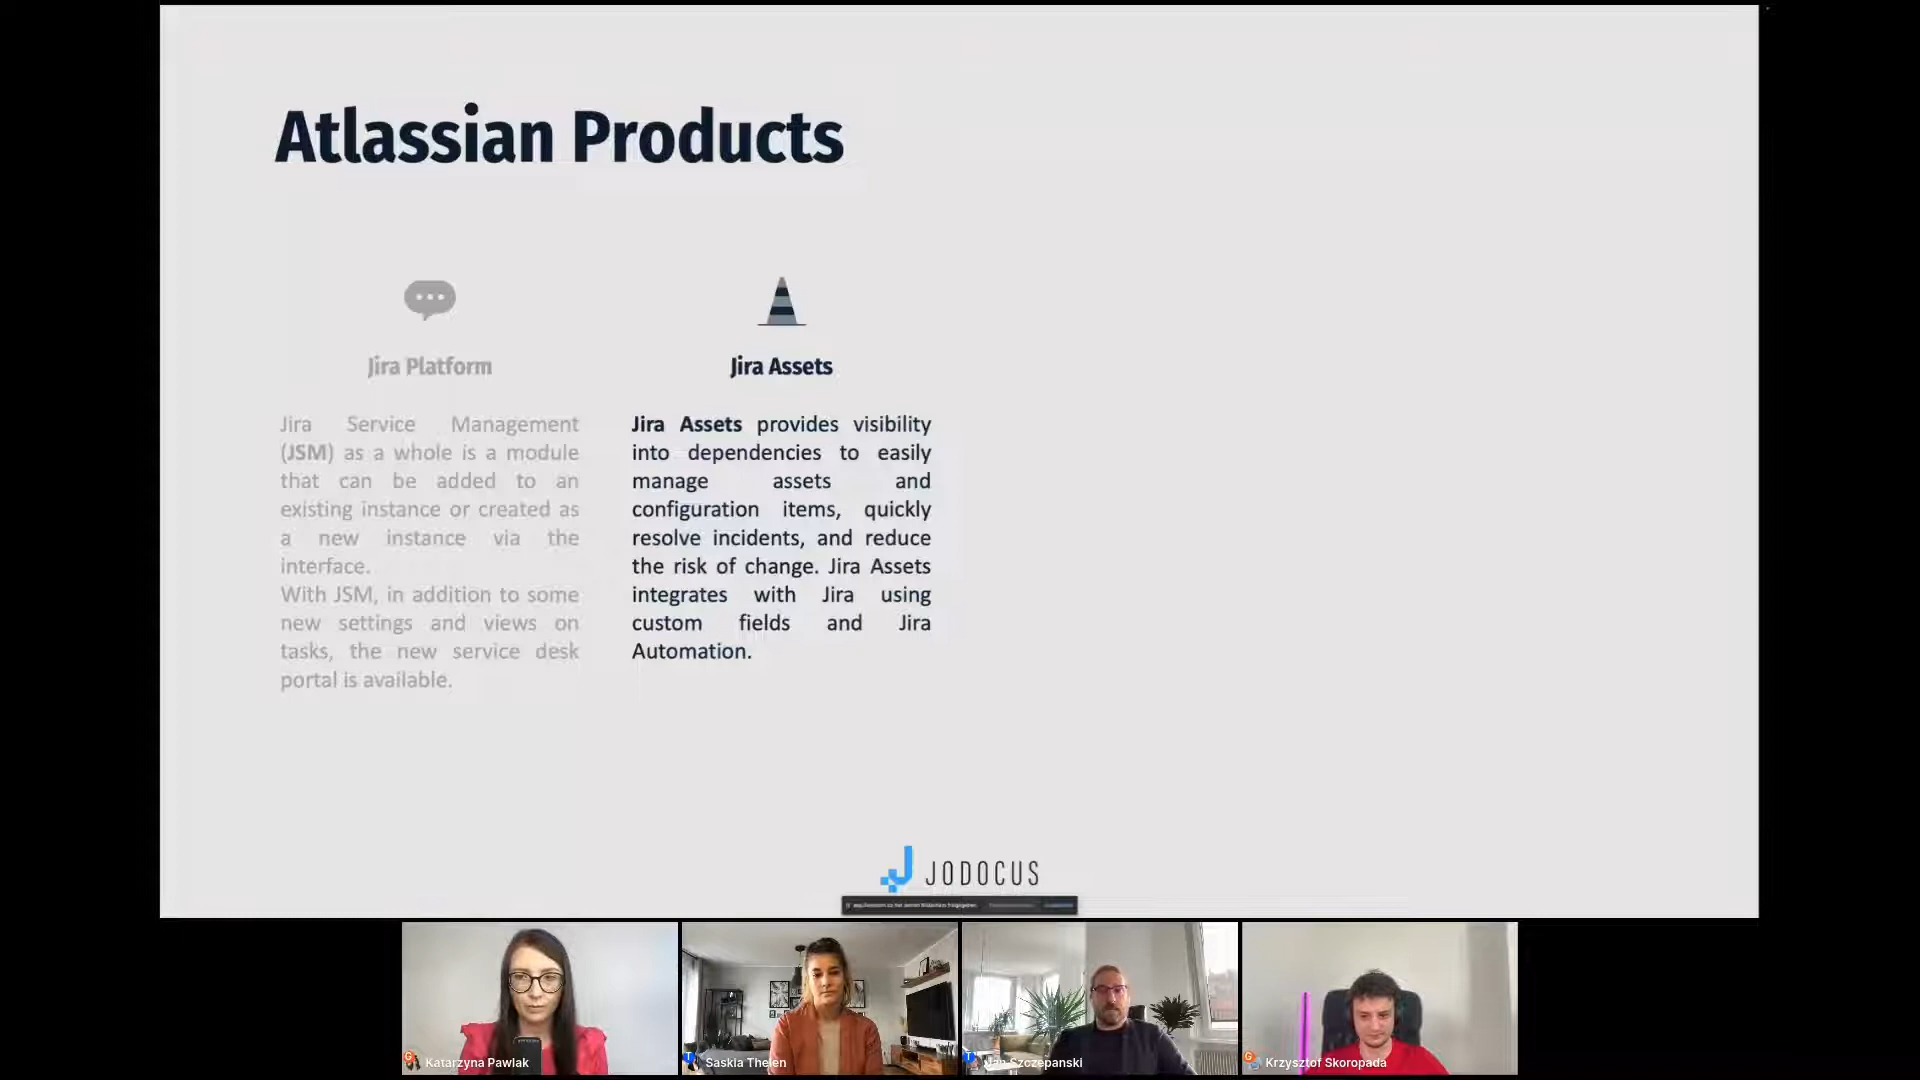 Atlassian Products
Jira Platform
Jira Service Management
(JSM) as a whole is a module
that can be added to an
existing instance or created as
a new instance via the
interface.
With JSM, in addition to some
new settings and views on
tasks, the new service desk
portal is available.
Jira Assets
Jira Assets provides visibility
into dependencies to easily
manage assets and
configuration items, quickly
resolve incidents, and reduce
the risk of change. Jira Assets
integrates with Jira using
custom fields and Jira
Automation.
JODOCUS
Katarzyna Pawlak
Saskia Thelen
Jan Szczepanski
Krzysztof Skoropada